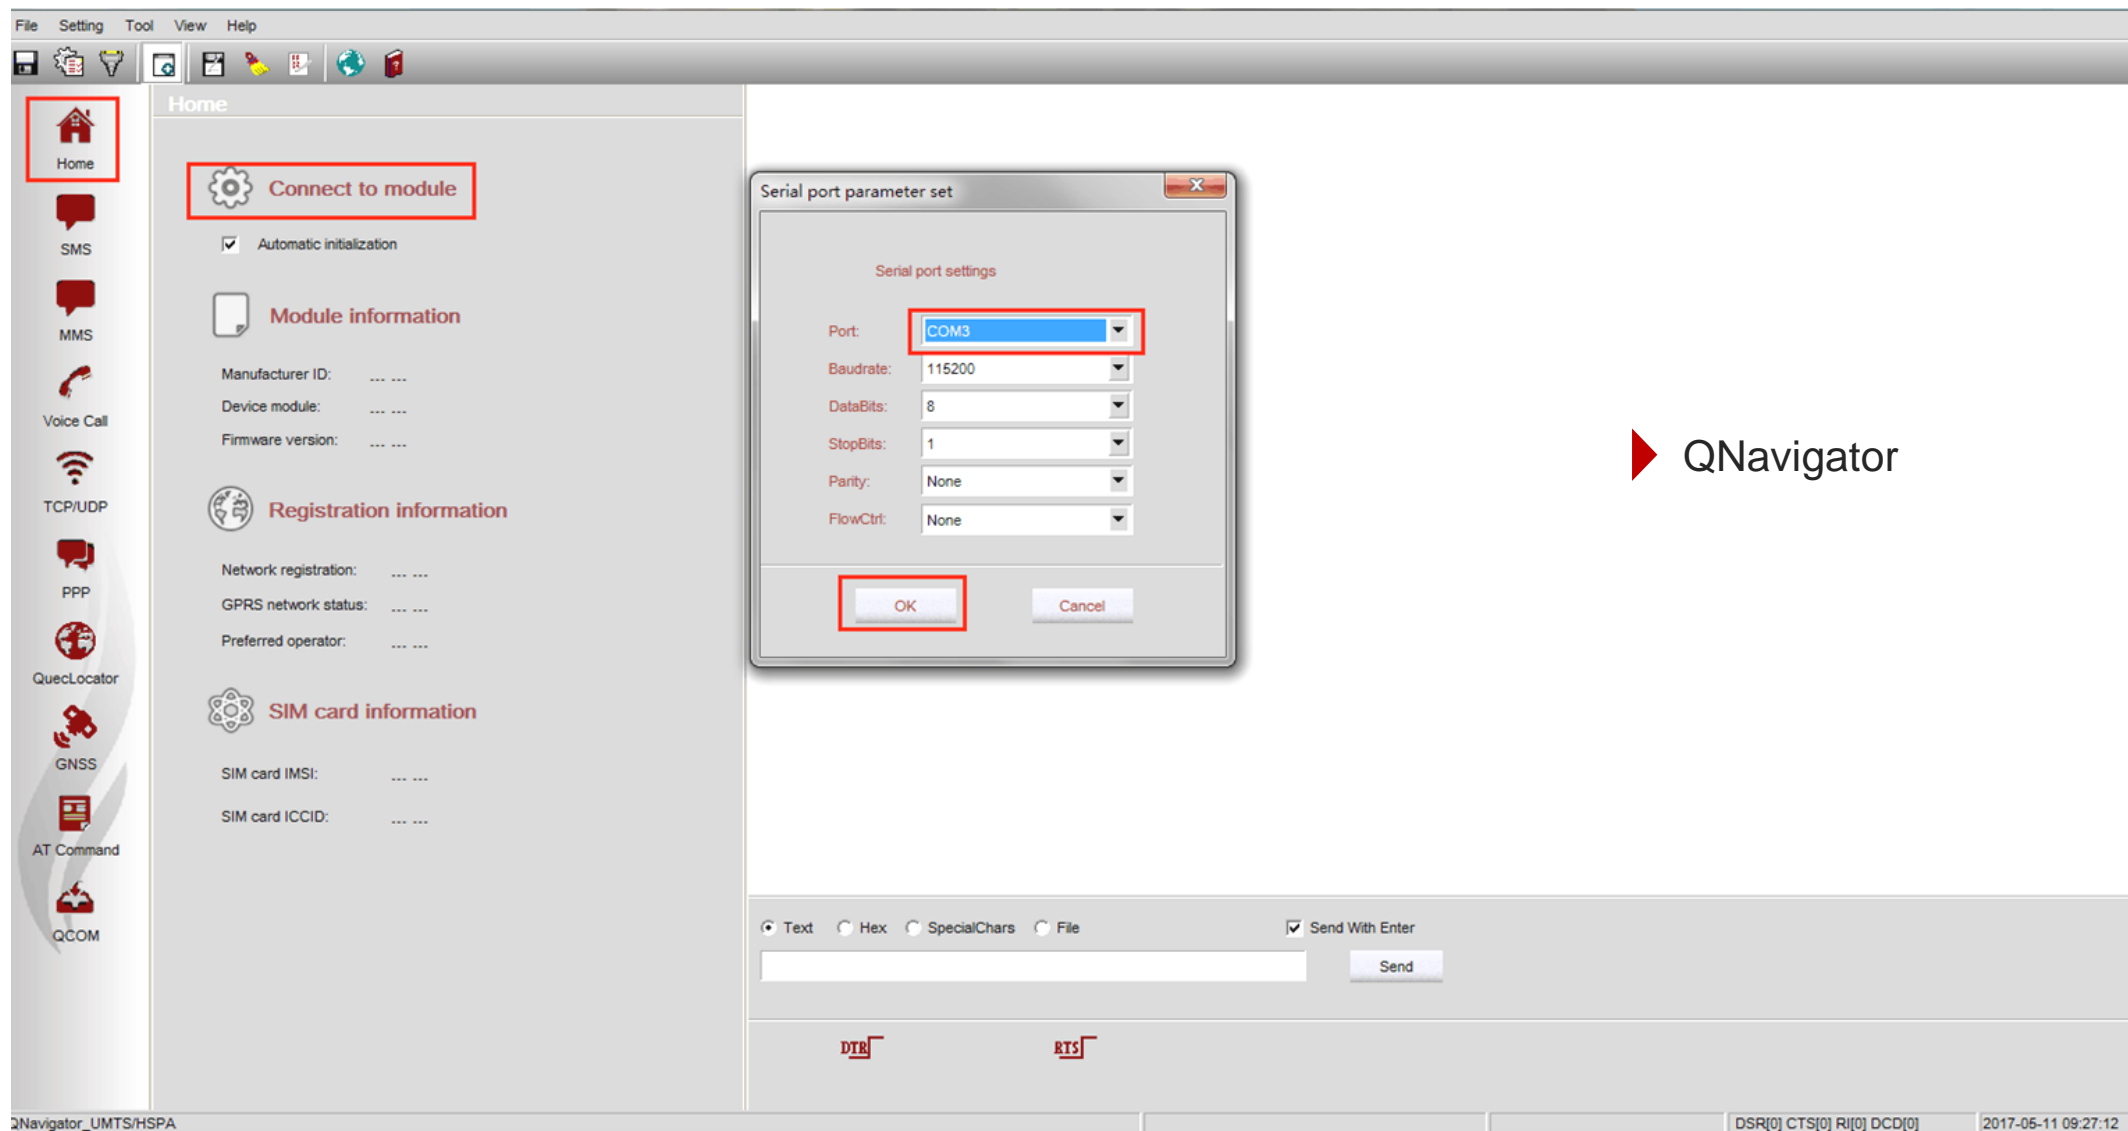 File Setting Tool View Help
Home
Home
SMS
MMS
Voice Call
TCP/UDP
PPP
QuecLocator
GNSS
AT Command
QCOM
Connect to module
Automatic initialization
Module information
Manufacturer ID: --- ---
Device module: --- ---
Firmware version: --- ---
Registration information
Network registration: --- ---
GPRS network status: --- ---
Preferred operator: --- ---
SIM card information
SIM card IMSI: --- ---
SIM card ICCID: --- ---
Serial port parameter set
Serial port settings
Port: COM3
Baudrate: 115200
DataBits: 8
StopBits: 1
Parity: None
FlowCtrl: None
OK Cancel
QNavigator
Text Hex SpecialChars File Send With Enter
Send
DTR RTS
QNavigator_UMTS/HSPA DSR[0] CTS[0] RI[0] DCD[0] 2017-05-11 09:27:12